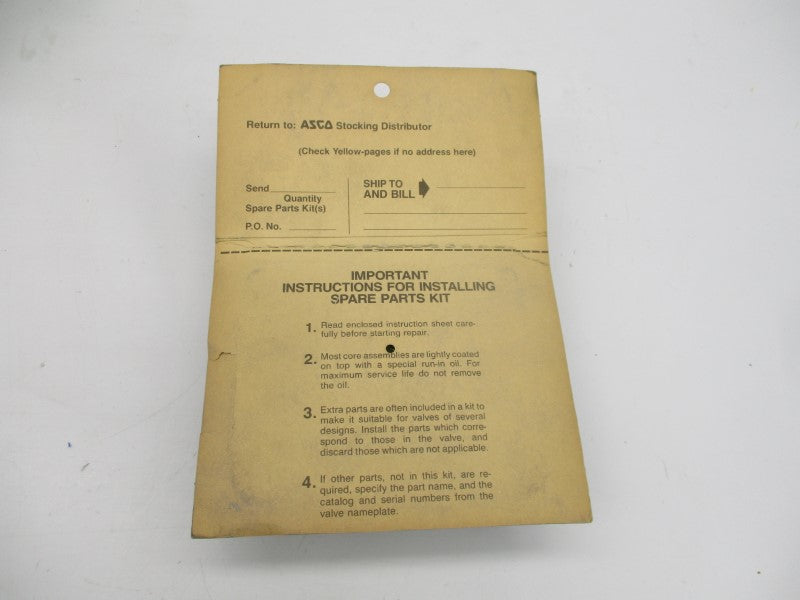 Return to: ASCO Stocking Distributor
(Check Yellow-pages if no address here)
Send
Quantity
Spare Parts Kit(s)
P.O. No.
SHIP TO
AND BILL
IMPORTANT
INSTRUCTIONS FOR INSTALLING
SPARE PARTS KIT
1. Read enclosed instruction sheet care-
fully before starting repair.
2. Most core assemblies are lightly coated
on top with a special run-in oil. For
maximum service life do not remove
the oil.
3. Extra parts are often included in a kit to
make it suitable for valves of several
designs. Install the parts which corre-
spond to those in the valve, and
discard those which are not applicable.
4. If other parts, not in this kit, are re-
quired, specify the part name, and the
catalog and serial numbers from the
valve nameplate.